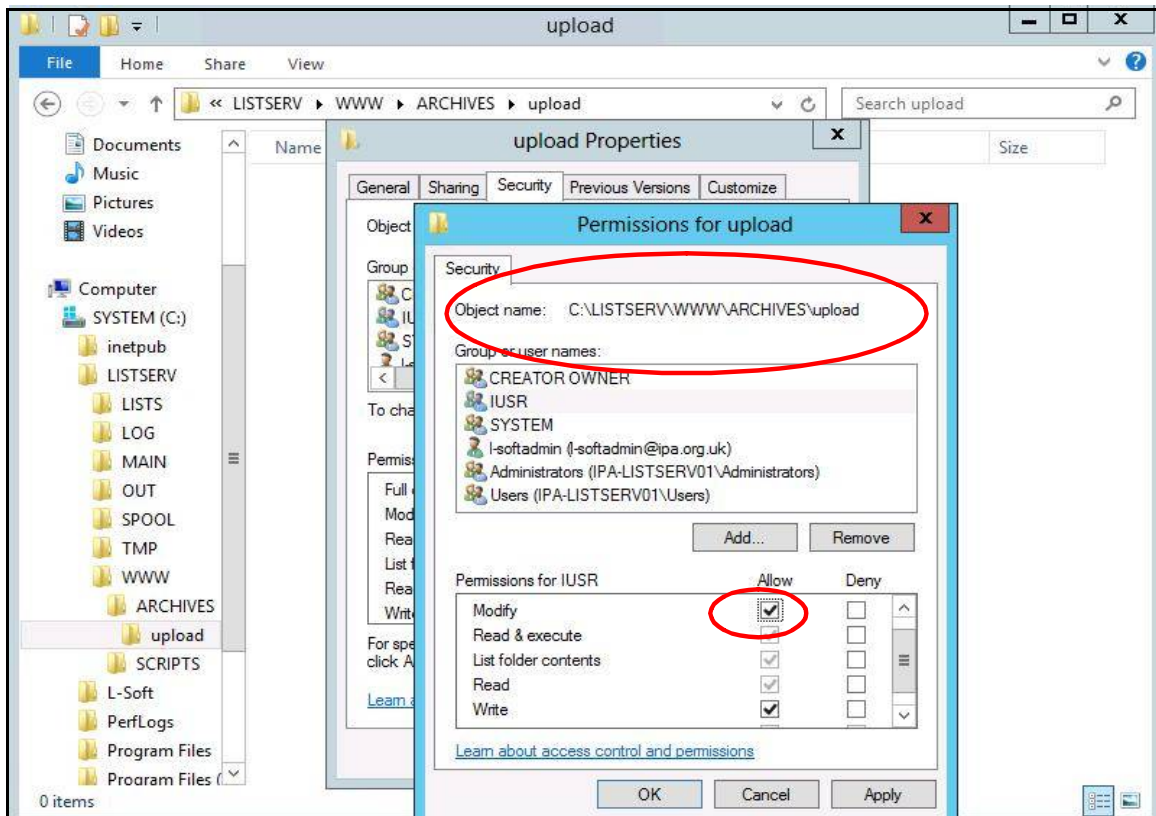 upload
File Home Share View
« LISTSERV ▸ WWW ▸ ARCHIVES ▸ upload
Search upload
Documents
Music
Pictures
Videos
Computer
SYSTEM (C:)
inetpub
LISTSERV
LISTS
LOG
MAIN
OUT
SPOOL
TMP
WWW
ARCHIVES
upload
SCRIPTS
L-Soft
PerfLogs
Program Files
Program Files (
0 items
Name Size
upload Properties
General Sharing Security Previous Versions Customize
Object
Group
C
IU
S
To cha
Permiss
Full
Mod
Rea
List f
Rea
Write
For spe
click A
Learn a
Permissions for upload
Security
Object name: C:\LISTSERV\WWW\ARCHIVES\upload
Group or user names:
CREATOR OWNER
IUSR
SYSTEM
l-softadmin (l-softadmin@ipa.org.uk)
Administrators (IPA-LISTSERV01\Administrators)
Users (IPA-LISTSERV01\Users)
Add... Remove
Permissions for IUSR Allow Deny
Modify
Read & execute
List folder contents
Read
Write
Learn about access control and permissions
OK Cancel Apply